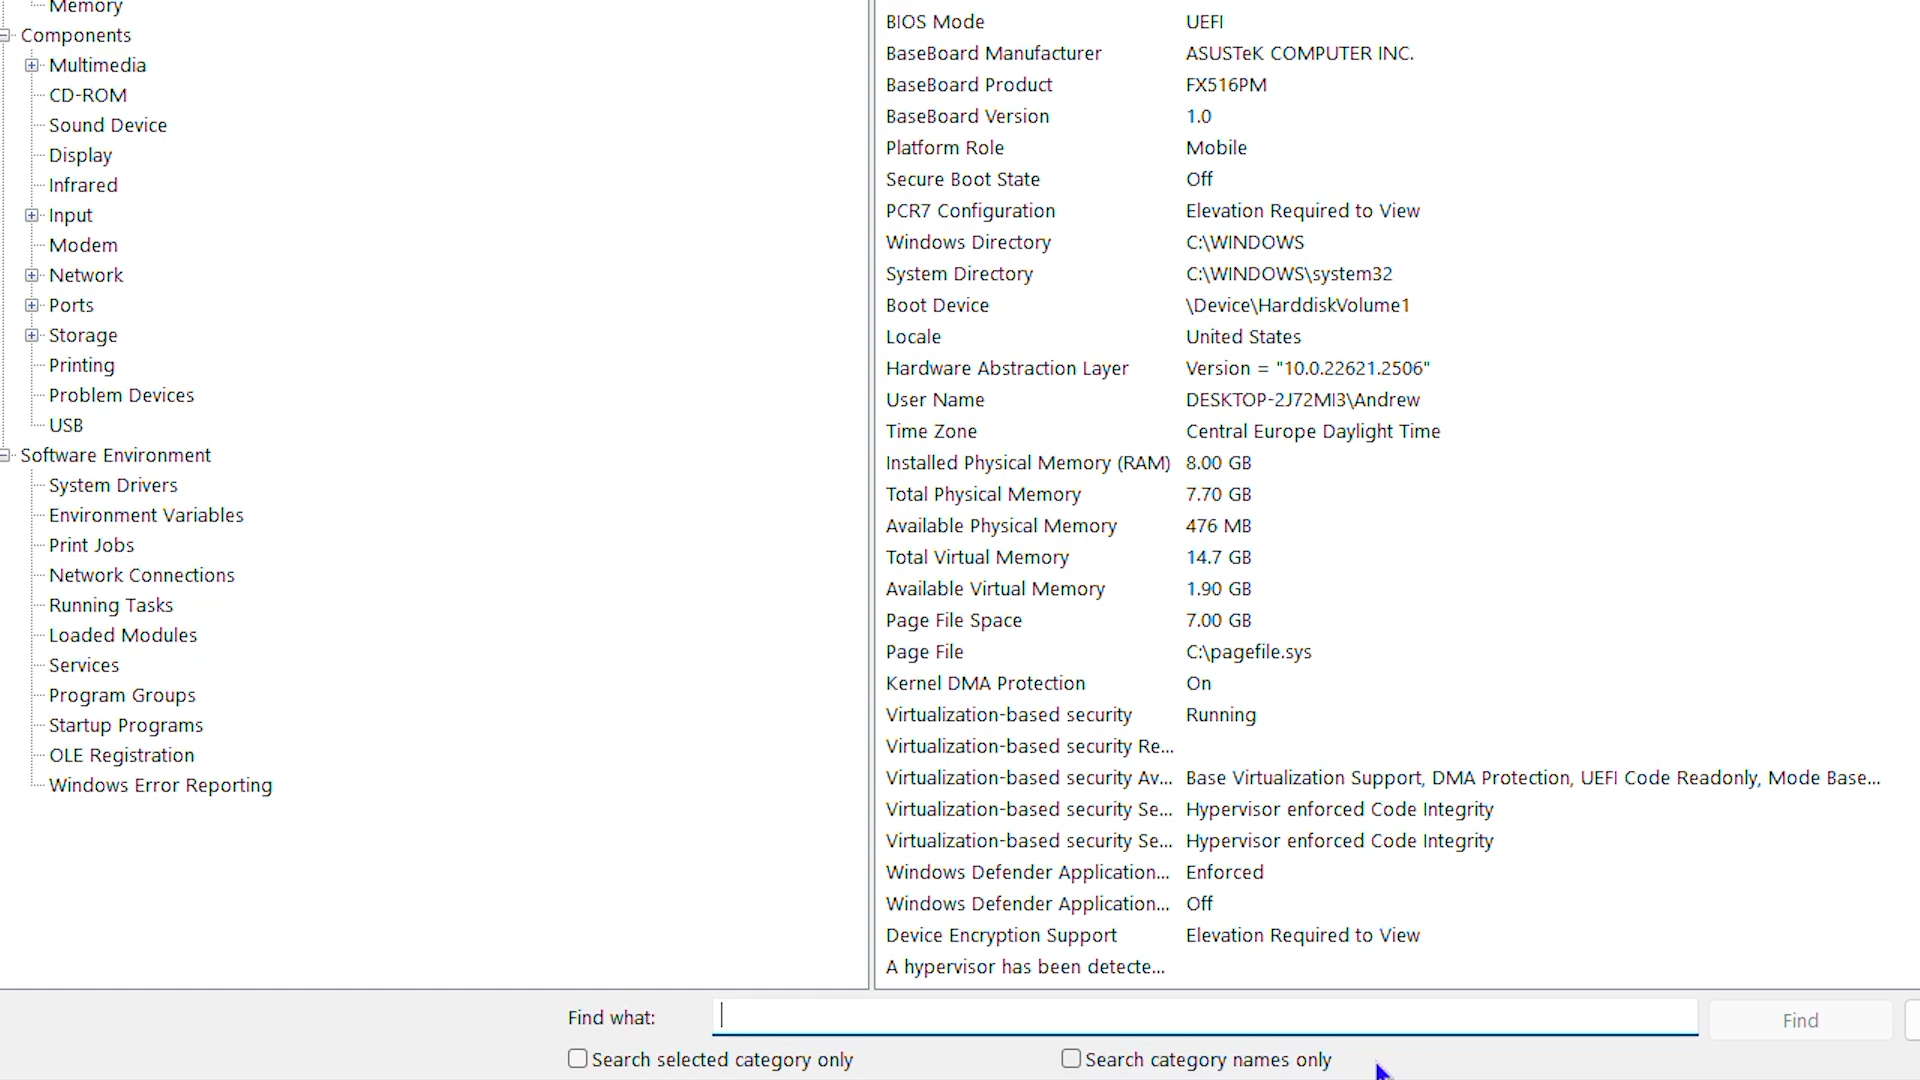 Memory
Components
Multimedia
CD-ROM
Sound Device
Display
Infrared
Input
Modem
Network
Ports
Storage
Printing
Problem Devices
USB
Software Environment
System Drivers
Environment Variables
Print Jobs
Network Connections
Running Tasks
Loaded Modules
Services
Program Groups
Startup Programs
OLE Registration
Windows Error Reporting
BIOS Mode UEFI
BaseBoard Manufacturer ASUSTeK COMPUTER INC.
BaseBoard Product FX516PM
BaseBoard Version 1.0
Platform Role Mobile
Secure Boot State Off
PCR7 Configuration Elevation Required to View
Windows Directory C:\WINDOWS
System Directory C:\WINDOWS\system32
Boot Device \Device\HarddiskVolume1
Locale United States
Hardware Abstraction Layer Version = "10.0.22621.2506"
User Name DESKTOP-2J72MI3\Andrew
Time Zone Central Europe Daylight Time
Installed Physical Memory (RAM) 8.00 GB
Total Physical Memory 7.70 GB
Available Physical Memory 476 MB
Total Virtual Memory 14.7 GB
Available Virtual Memory 1.90 GB
Page File Space 7.00 GB
Page File C:\pagefile.sys
Kernel DMA Protection On
Virtualization-based security Running
Virtualization-based security Re...
Virtualization-based security Av... Base Virtualization Support, DMA Protection, UEFI Code Readonly, Mode Base...
Virtualization-based security Se... Hypervisor enforced Code Integrity
Virtualization-based security Se... Hypervisor enforced Code Integrity
Windows Defender Application... Enforced
Windows Defender Application... Off
Device Encryption Support Elevation Required to View
A hypervisor has been detecte...
Find what: Find
Search selected category only Search category names only